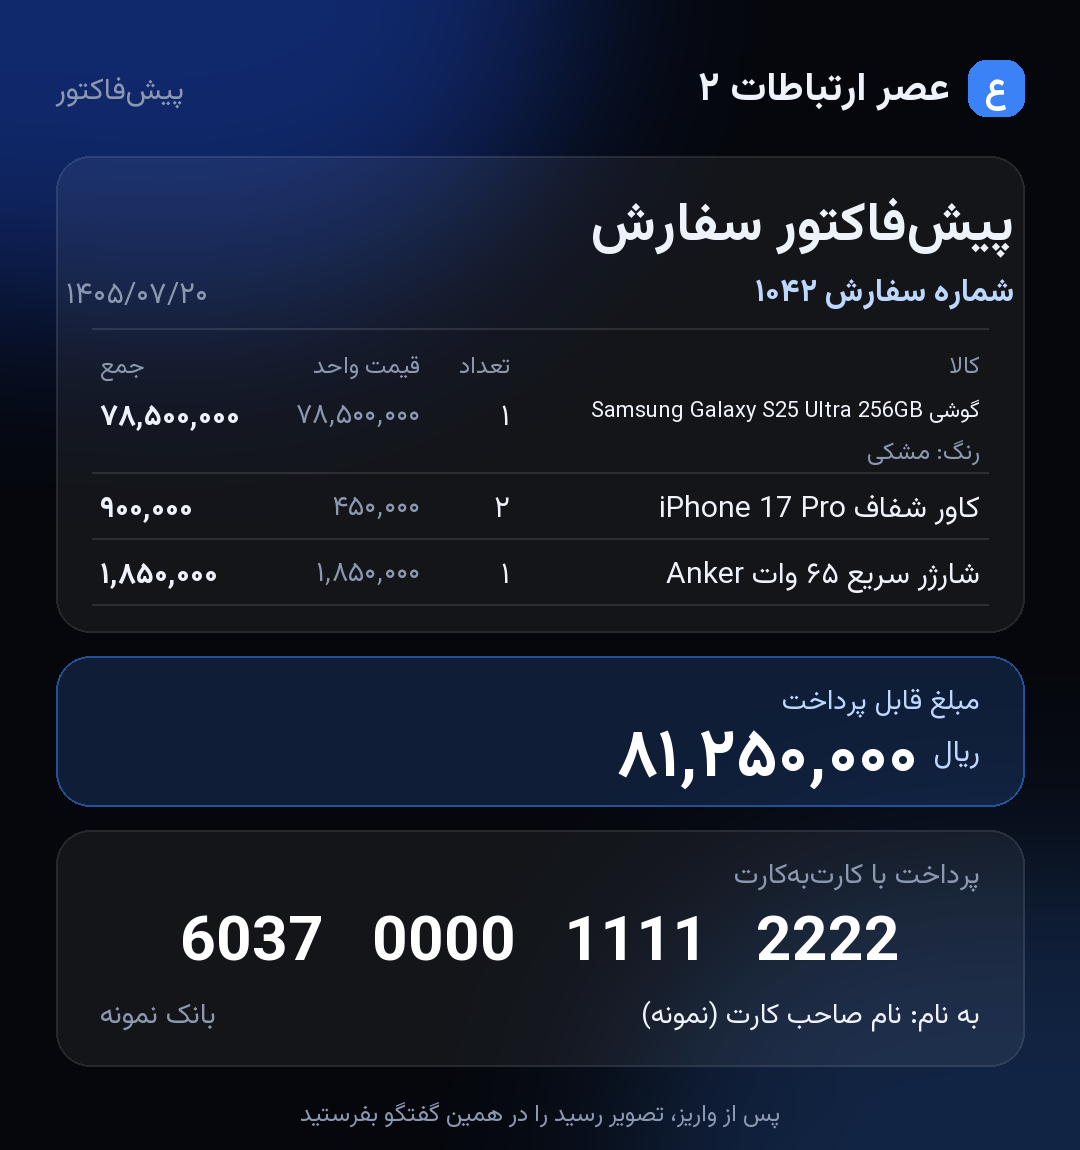 ع عصر ارتباطات ۲ پیش‌فاکتور
پیش‌فاکتور سفارش
شماره سفارش ۱۰۴۲ ۱۴۰۵/۰۷/۲۰
کالا تعداد قیمت واحد جمع
گوشی Samsung Galaxy S25 Ultra 256GB ۱ ۷۸,۵۰۰,۰۰۰ ۷۸,۵۰۰,۰۰۰
رنگ: مشکی
کاور شفاف iPhone 17 Pro ۲ ۴۵۰,۰۰۰ ۹۰۰,۰۰۰
شارژر سریع ۶۵ وات Anker ۱ ۱,۸۵۰,۰۰۰ ۱,۸۵۰,۰۰۰
مبلغ قابل پرداخت
۸۱,۲۵۰,۰۰۰ ریال
پرداخت با کارت‌به‌کارت
6037 0000 1111 2222
به نام: نام صاحب کارت (نمونه) بانک نمونه
پس از واریز، تصویر رسید را در همین گفتگو بفرستید